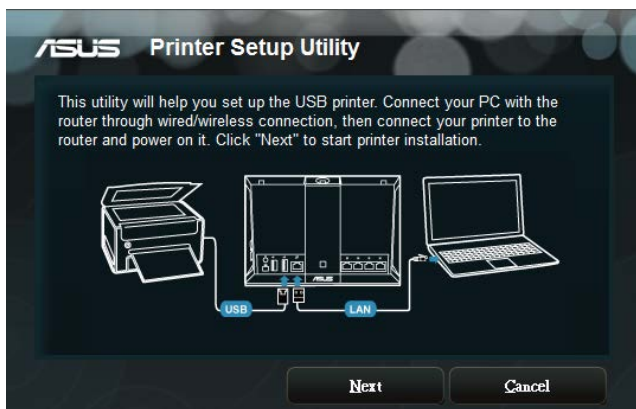 ASUS Printer Setup Utility
This utility will help you set up the USB printer. Connect your PC with the
router through wired/wireless connection, then connect your printer to the
router and power on it. Click "Next" to start printer installation.
ASUS
USB LAN
Next Cancel